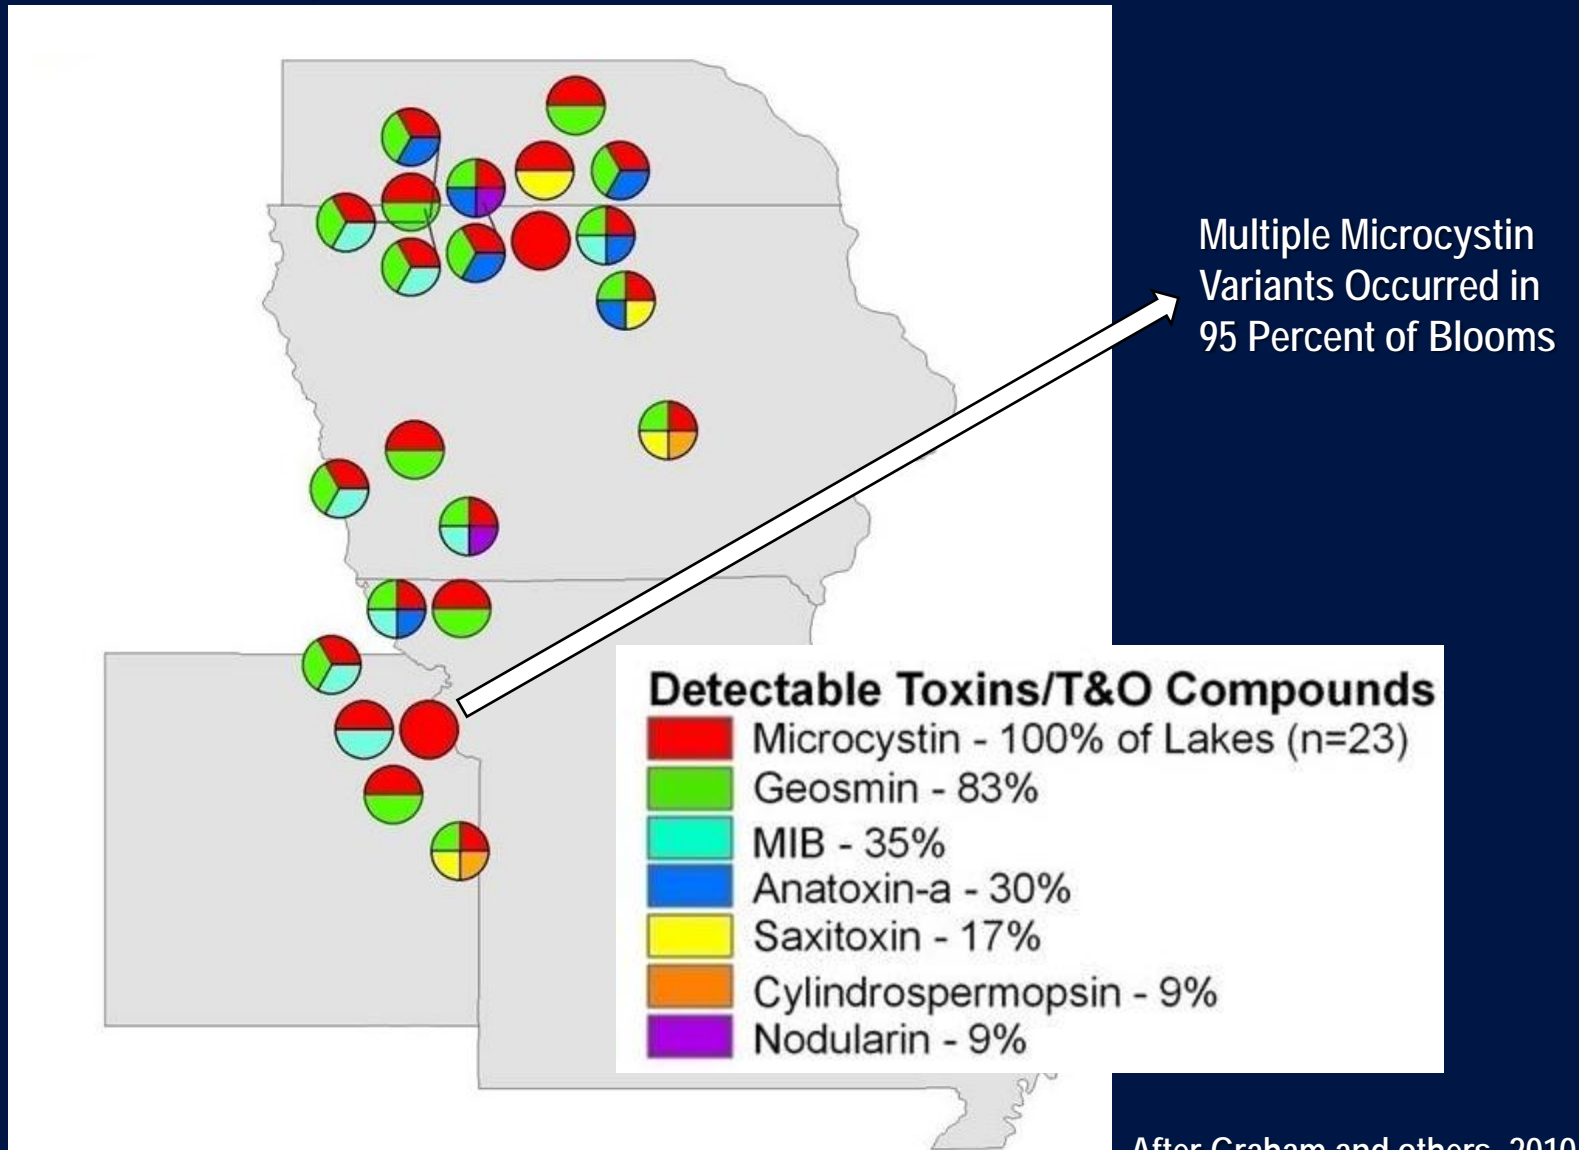 Multiple Microcystin
Variants Occurred in
95 Percent of Blooms
Detectable Toxins/T&O Compounds
Microcystin - 100% of Lakes (n=23)
Geosmin - 83%
MIB - 35%
Anatoxin-a - 30%
Saxitoxin - 17%
Cylindrospermopsin - 9%
Nodularin - 9%
After Graham and others, 2010